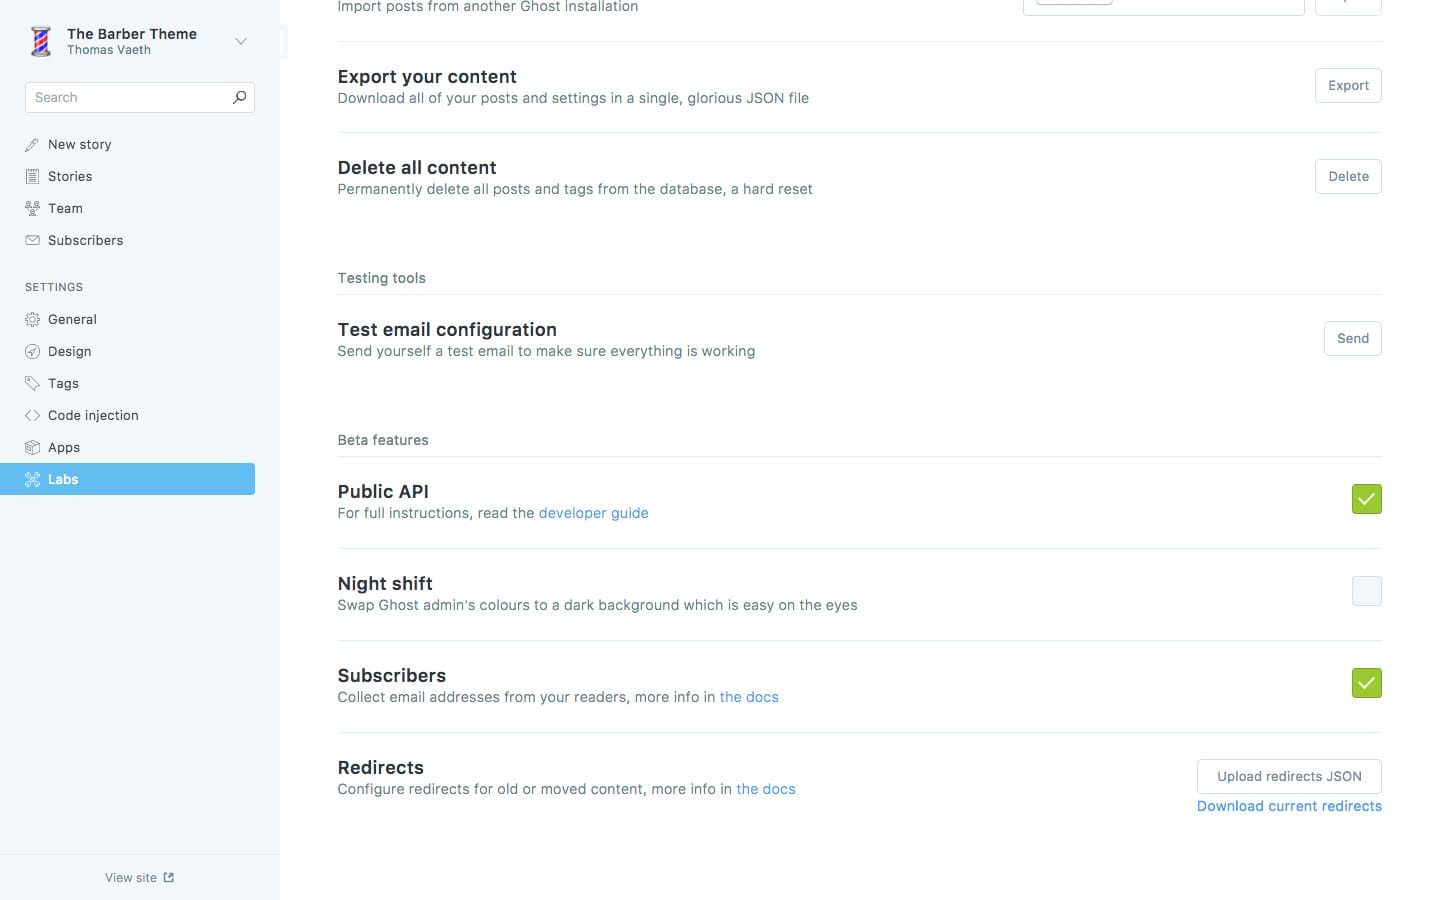 The Barber Theme
Thomas Vaeth
Search
New story
Stories
Team
Subscribers
SETTINGS
General
Design
Tags
Code injection
Apps
Labs
View site
Import posts from another Ghost installation
Export your content
Download all of your posts and settings in a single, glorious JSON file
Export
Delete all content
Permanently delete all posts and tags from the database, a hard reset
Delete
Testing tools
Test email configuration
Send yourself a test email to make sure everything is working
Send
Beta features
Public API
For full instructions, read the developer guide
Night shift
Swap Ghost admin's colours to a dark background which is easy on the eyes
Subscribers
Collect email addresses from your readers, more info in the docs
Redirects
Configure redirects for old or moved content, more info in the docs
Upload redirects JSON
Download current redirects